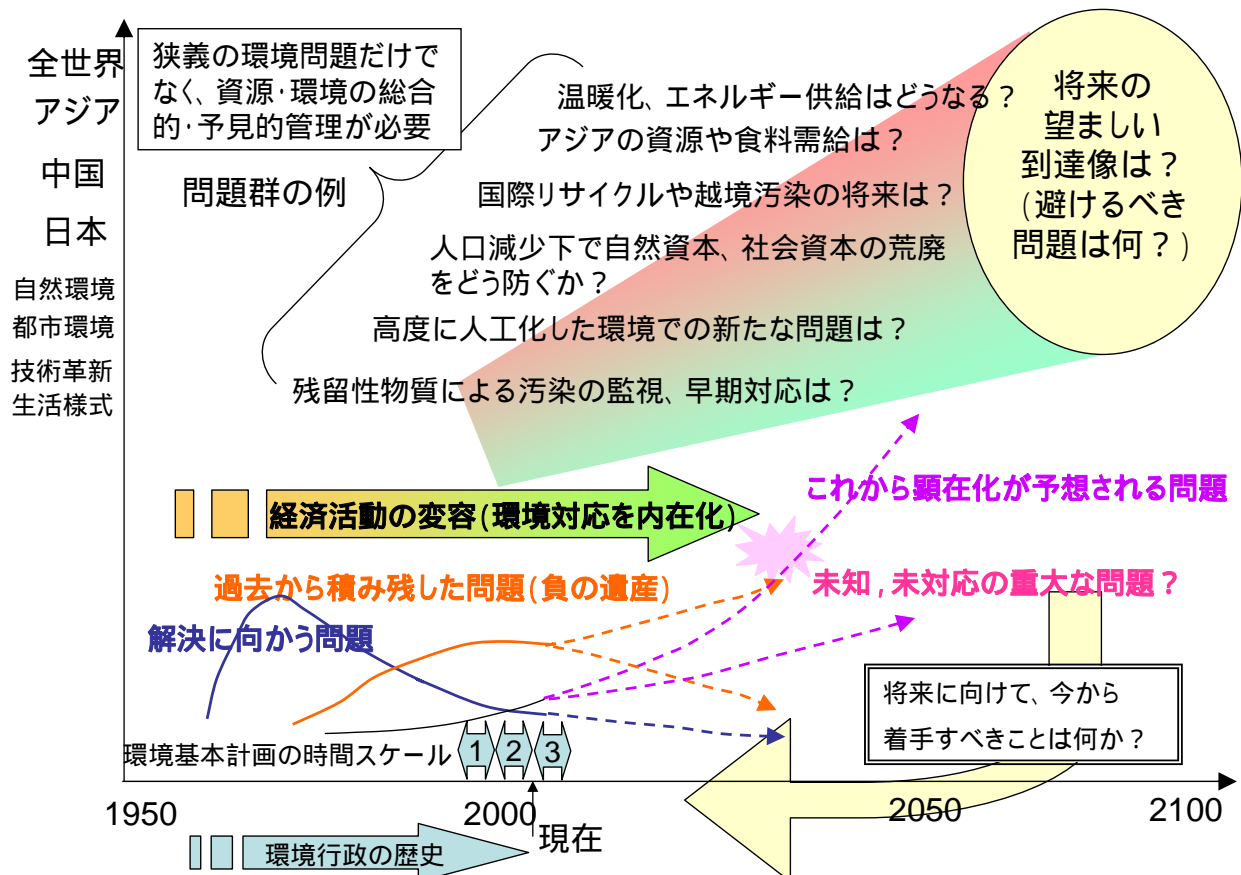 全世界
アジア
中国
日本
自然環境
都市環境
技術革新
生活様式
狭義の環境問題だけで
なく、資源・環境の総合
的・予見的管理が必要
問題群の例
温暖化、エネルギー供給はどうなる？
アジアの資源や食料需給は？
国際リサイクルや越境汚染の将来は？
人口減少下で自然資本、社会資本の荒廃
をどう防ぐか？
高度に人工化した環境での新たな問題は？
残留性物質による汚染の監視、早期対応は？
将来の
望ましい
到達像は？
(避けるべき
問題は何？)
経済活動の変容(環境対応を内在化)
これから顕在化が予想される問題
過去から積み残した問題(負の遺産)
未知,未対応の重大な問題？
解決に向かう問題
将来に向けて、今から
着手すべきことは何か？
環境基本計画の時間スケール
1 2 3
1950 2000 2050 2100
現在
環境行政の歴史